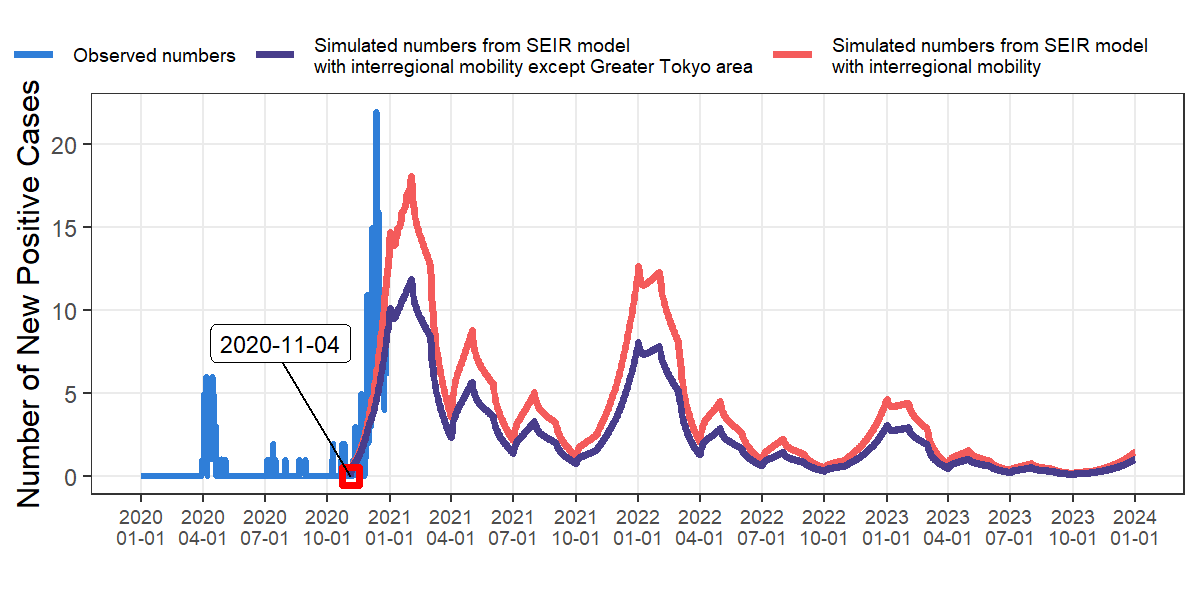 Observed numbers
Simulated numbers from SEIR model
with interregional mobility except Greater Tokyo area
Simulated numbers from SEIR model
with interregional mobility
Number of New Positive Cases
20
15
10
5
0
2020-11-04
2020 2020 2020 2020 2021 2021 2021 2021 2022 2022 2022 2022 2023 2023 2023 2023 2024
01-01 04-01 07-01 10-01 01-01 04-01 07-01 10-01 01-01 04-01 07-01 10-01 01-01 04-01 07-01 10-01 01-01